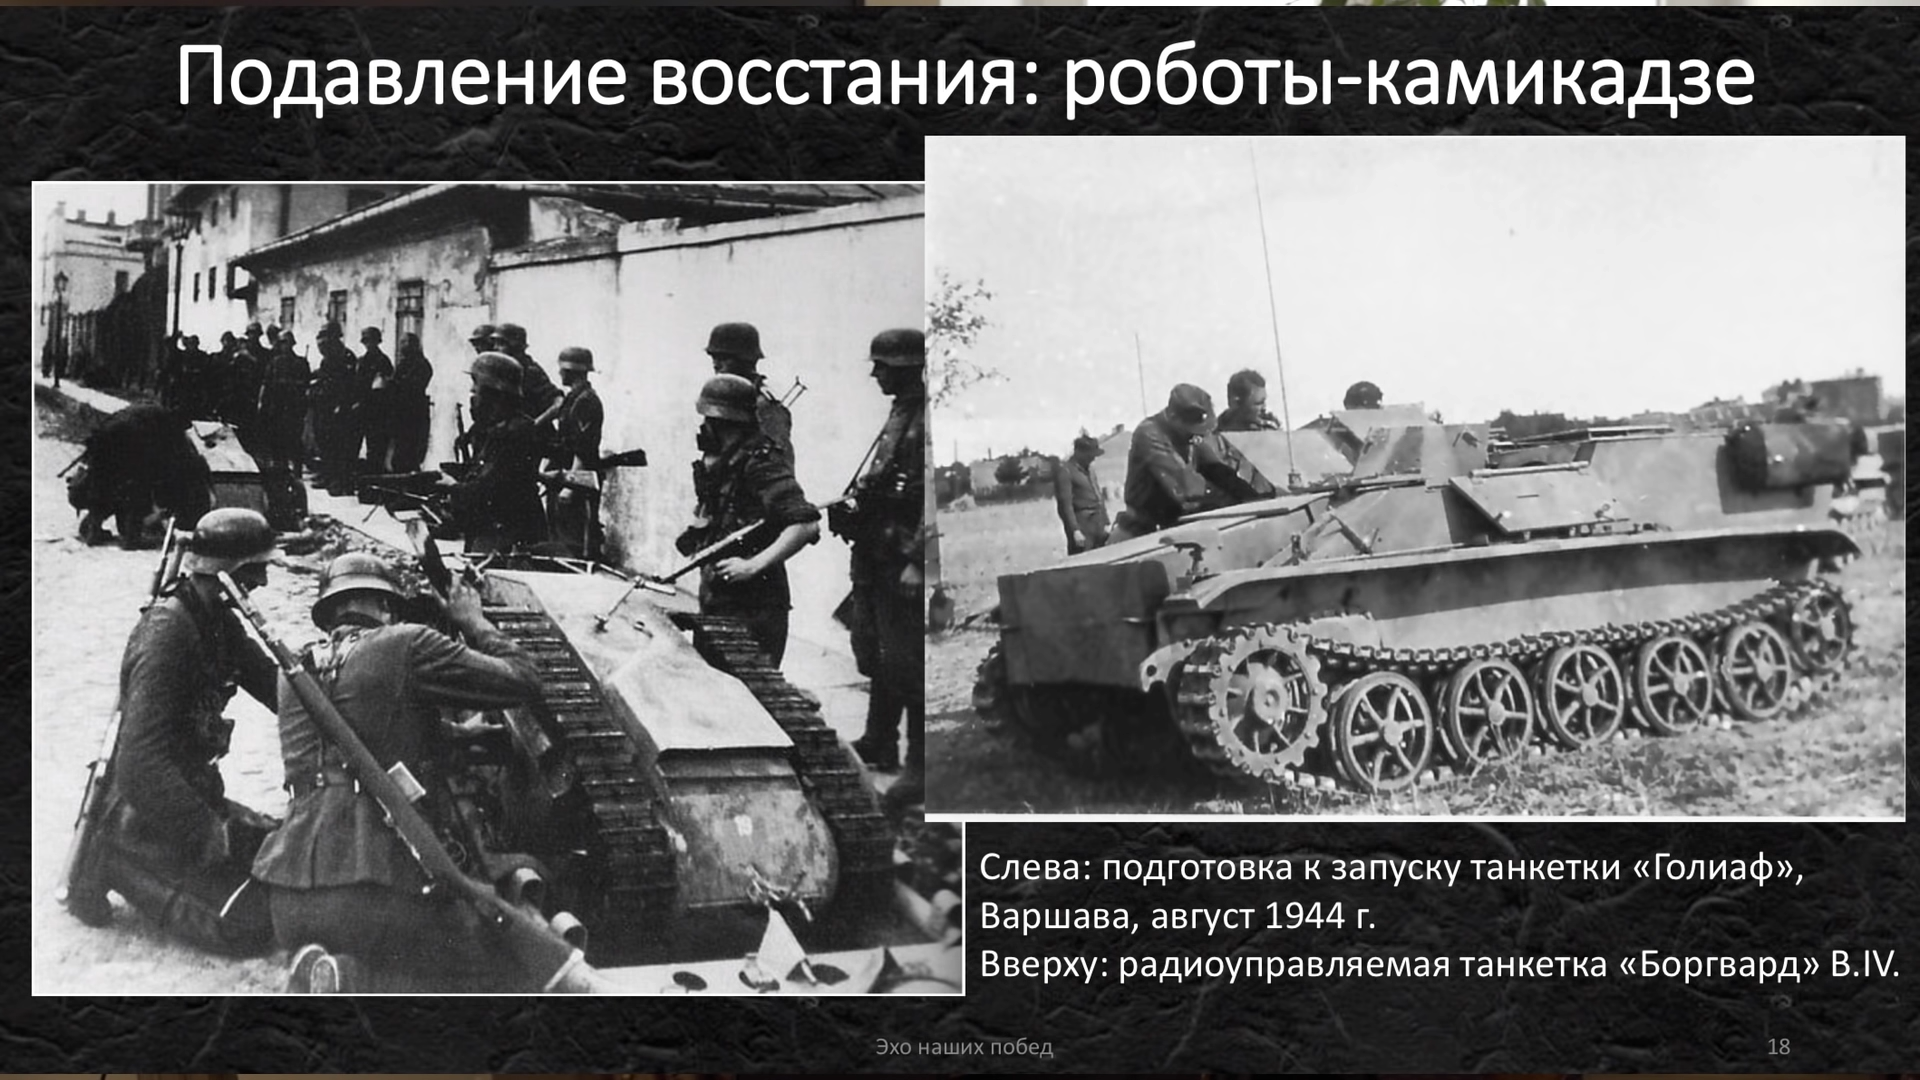 Подавление восстания: роботы-камикадзе
Слева: подготовка к запуску танкетки «Голиаф»,
Варшава, август 1944 г.
Вверху: радиоуправляемая танкетка «Боргвард» B.IV.
Эхо наших побед
18